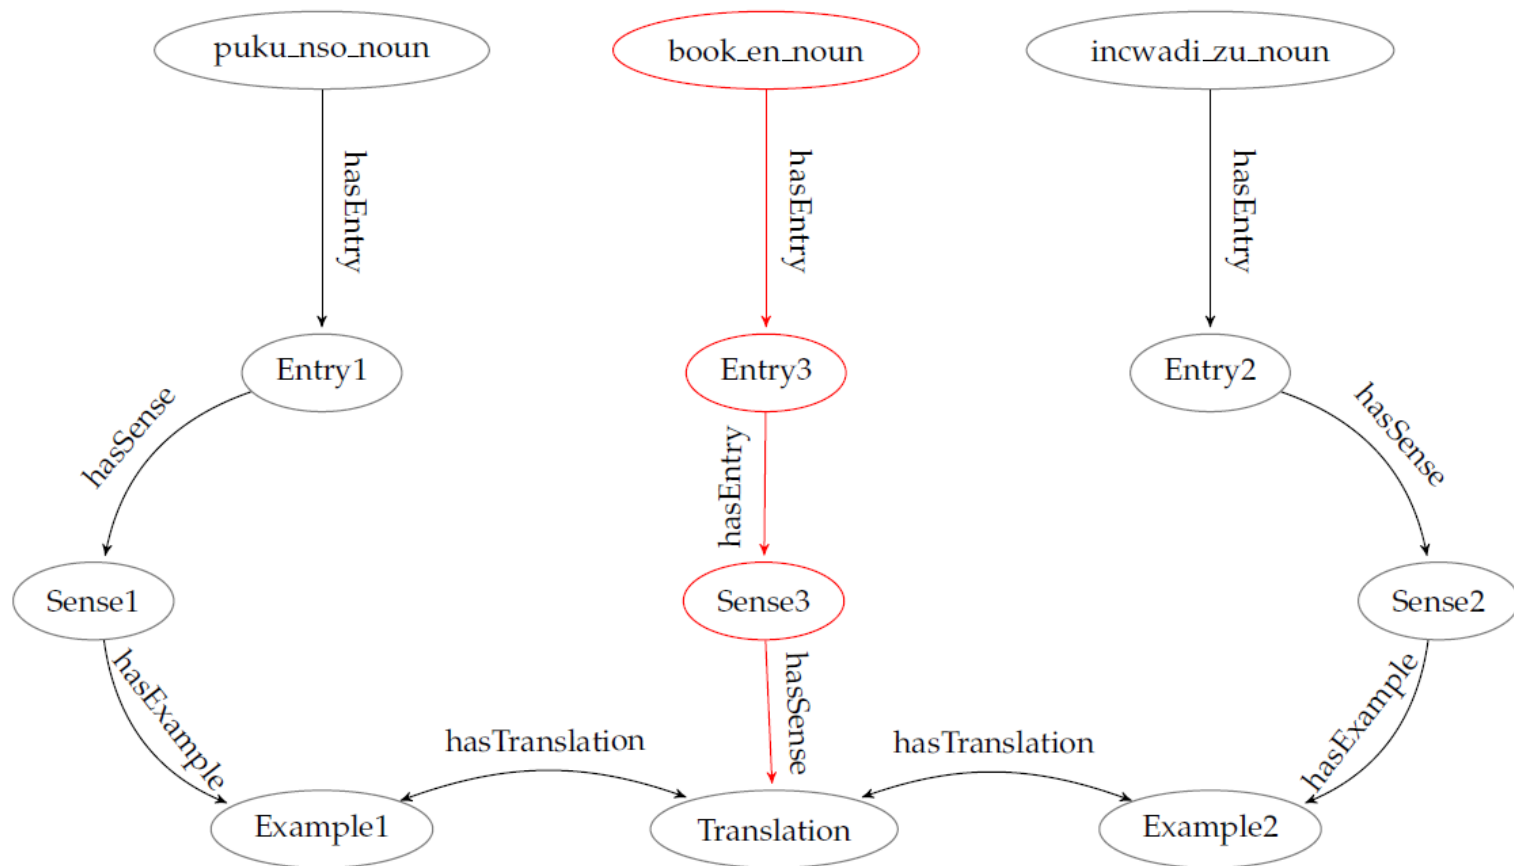 puku_nso_noun
book_en_noun
incwadi_zu_noun
hasEntry
hasEntry
hasEntry
Entry1
Entry3
Entry2
hasSense
hasEntry
hasSense
Sense1
Sense3
Sense2
hasExample
hasSense
hasExample
hasTranslation
hasTranslation
Example1
Translation
Example2